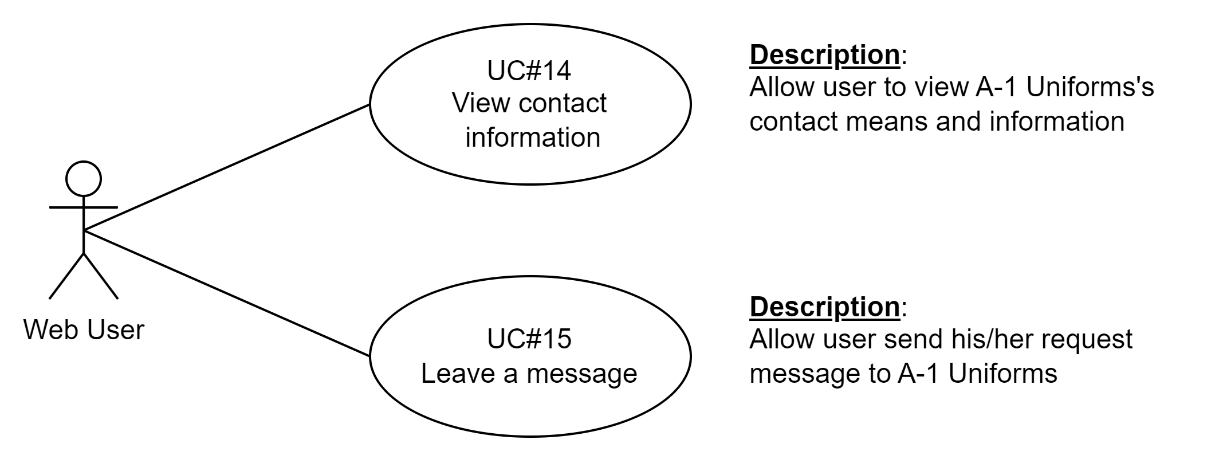 UC#14
View contact
information
Description:
Allow user to view A-1 Uniforms's
contact means and information
Web User
UC#15
Leave a message
Description:
Allow user send his/her request
message to A-1 Uniforms